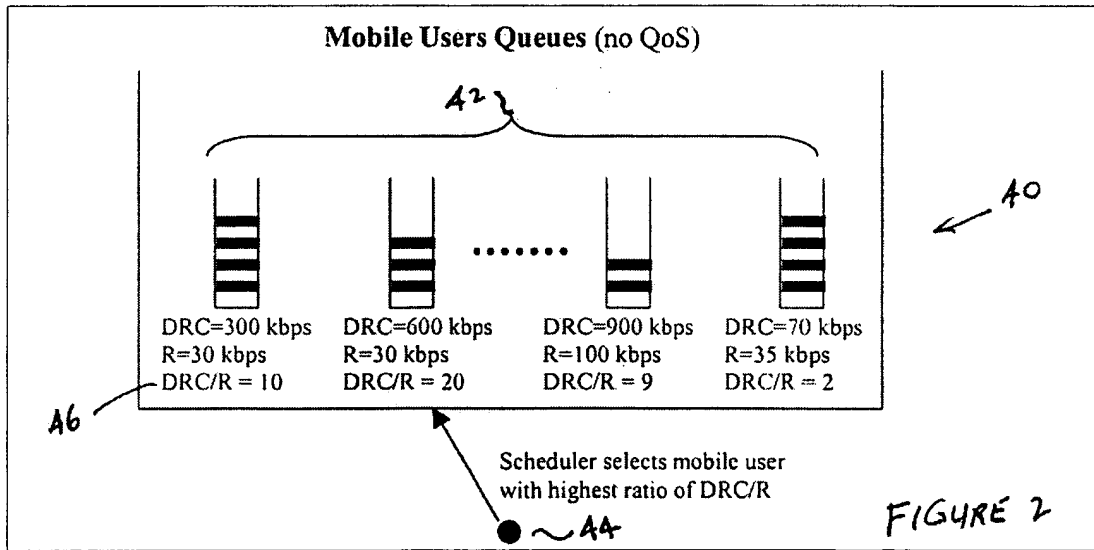 Mobile Users Queues (no QoS)
42
40
DRC=300 kbps
R=30 kbps
DRC/R = 10
DRC=600 kbps
R=30 kbps
DRC/R = 20
DRC=900 kbps
R=100 kbps
DRC/R = 9
DRC=70 kbps
R=35 kbps
DRC/R = 2
46
Scheduler selects mobile user
with highest ratio of DRC/R
44
FIGURE 2